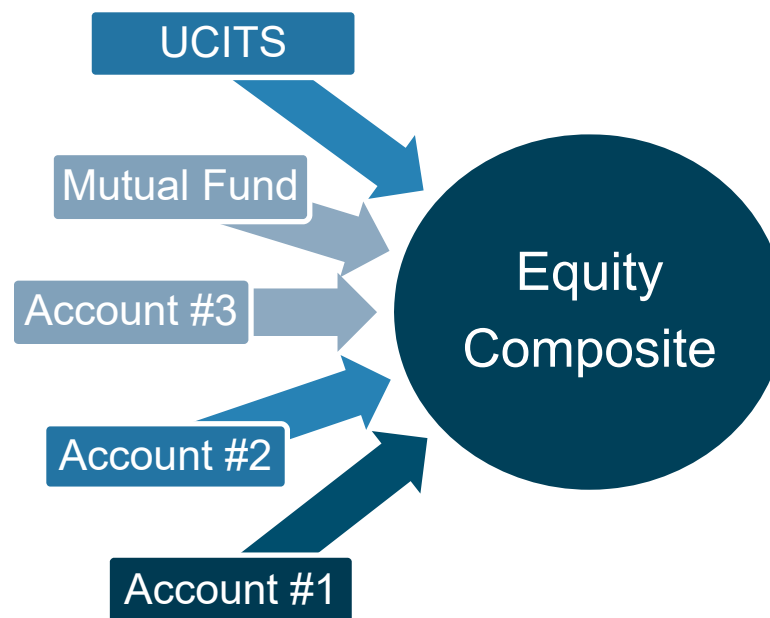 UCITS
Mutual Fund
Account #3
Account #2
Account #1
Equity
Composite